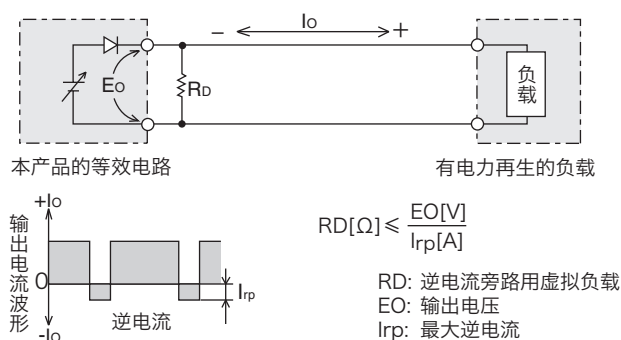 Io
− +
Eo
RD
负载
本产品的等效电路
有电力再生的负载
+Io
输出电流波形
0
-Io
Irp
逆电流
RD[Ω]≤ EO[V]
Irp[A]
RD: 逆电流旁路用虚拟负载
EO: 输出电压
Irp: 最大逆电流